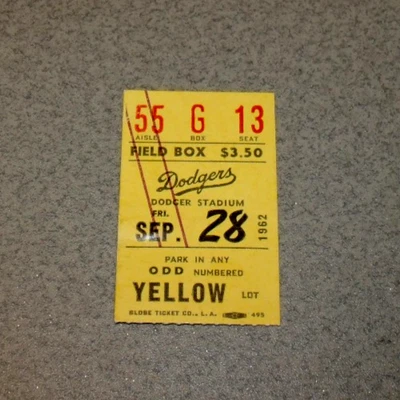 55 G 13
AISLE BOX SEAT
FIELD BOX $3.50
Dodgers
DODGER STADIUM
FRI.
SEP. 28 1962
PARK IN ANY
ODD NUMBERED
YELLOW LOT
GLOBE TICKET CO., L.A. 495